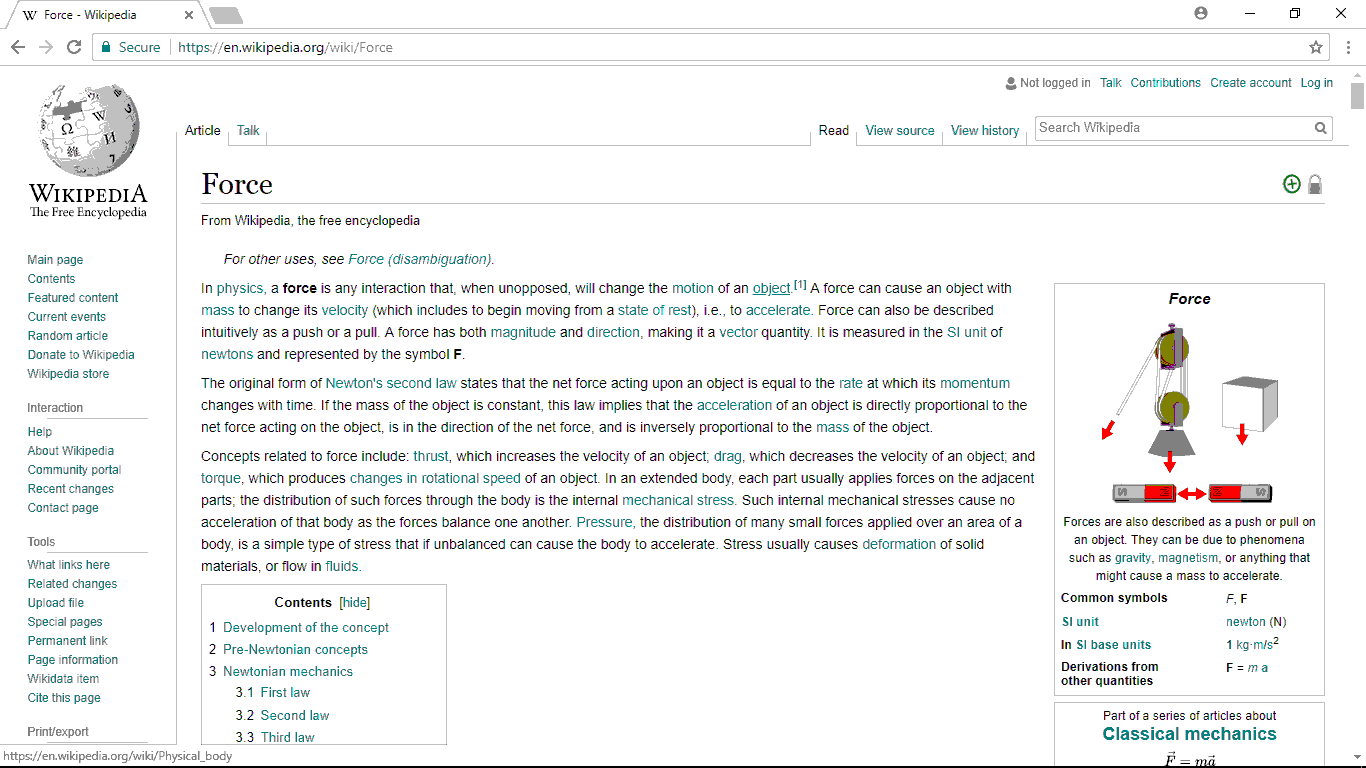 Force - Wikipedia
Secure https://en.wikipedia.org/wiki/Force
Not logged in Talk Contributions Create account Log in
Article Talk Read View source View history Search Wikipedia
WIKIPEDIA
The Free Encyclopedia
Main page
Contents
Featured content
Current events
Random article
Donate to Wikipedia
Wikipedia store
Interaction
Help
About Wikipedia
Community portal
Recent changes
Contact page
Tools
What links here
Related changes
Upload file
Special pages
Permanent link
Page information
Wikidata item
Cite this page
Print/export
Force
From Wikipedia, the free encyclopedia
For other uses, see Force (disambiguation).
In physics, a force is any interaction that, when unopposed, will change the motion of an object.[1] A force can cause an object with
mass to change its velocity (which includes to begin moving from a state of rest), i.e., to accelerate. Force can also be described
intuitively as a push or a pull. A force has both magnitude and direction, making it a vector quantity. It is measured in the SI unit of
newtons and represented by the symbol F.
The original form of Newton's second law states that the net force acting upon an object is equal to the rate at which its momentum
changes with time. If the mass of the object is constant, this law implies that the acceleration of an object is directly proportional to the
net force acting on the object, is in the direction of the net force, and is inversely proportional to the mass of the object.
Concepts related to force include: thrust, which increases the velocity of an object; drag, which decreases the velocity of an object; and
torque, which produces changes in rotational speed of an object. In an extended body, each part usually applies forces on the adjacent
parts; the distribution of such forces through the body is the internal mechanical stress. Such internal mechanical stresses cause no
acceleration of that body as the forces balance one another. Pressure, the distribution of many small forces applied over an area of a
body, is a simple type of stress that if unbalanced can cause the body to accelerate. Stress usually causes deformation of solid
materials, or flow in fluids.
Contents [hide]
1 Development of the concept
2 Pre-Newtonian concepts
3 Newtonian mechanics
3.1 First law
3.2 Second law
3.3 Third law
Force
S N N S
Forces are also described as a push or pull on
an object. They can be due to phenomena
such as gravity, magnetism, or anything that
might cause a mass to accelerate.
Common symbols F, F
SI unit newton (N)
In SI base units 1 kg·m/s²
Derivations from
other quantities F = m a
Part of a series of articles about
Classical mechanics
F⃗ = ma⃗
https://en.wikipedia.org/wiki/Physical_body